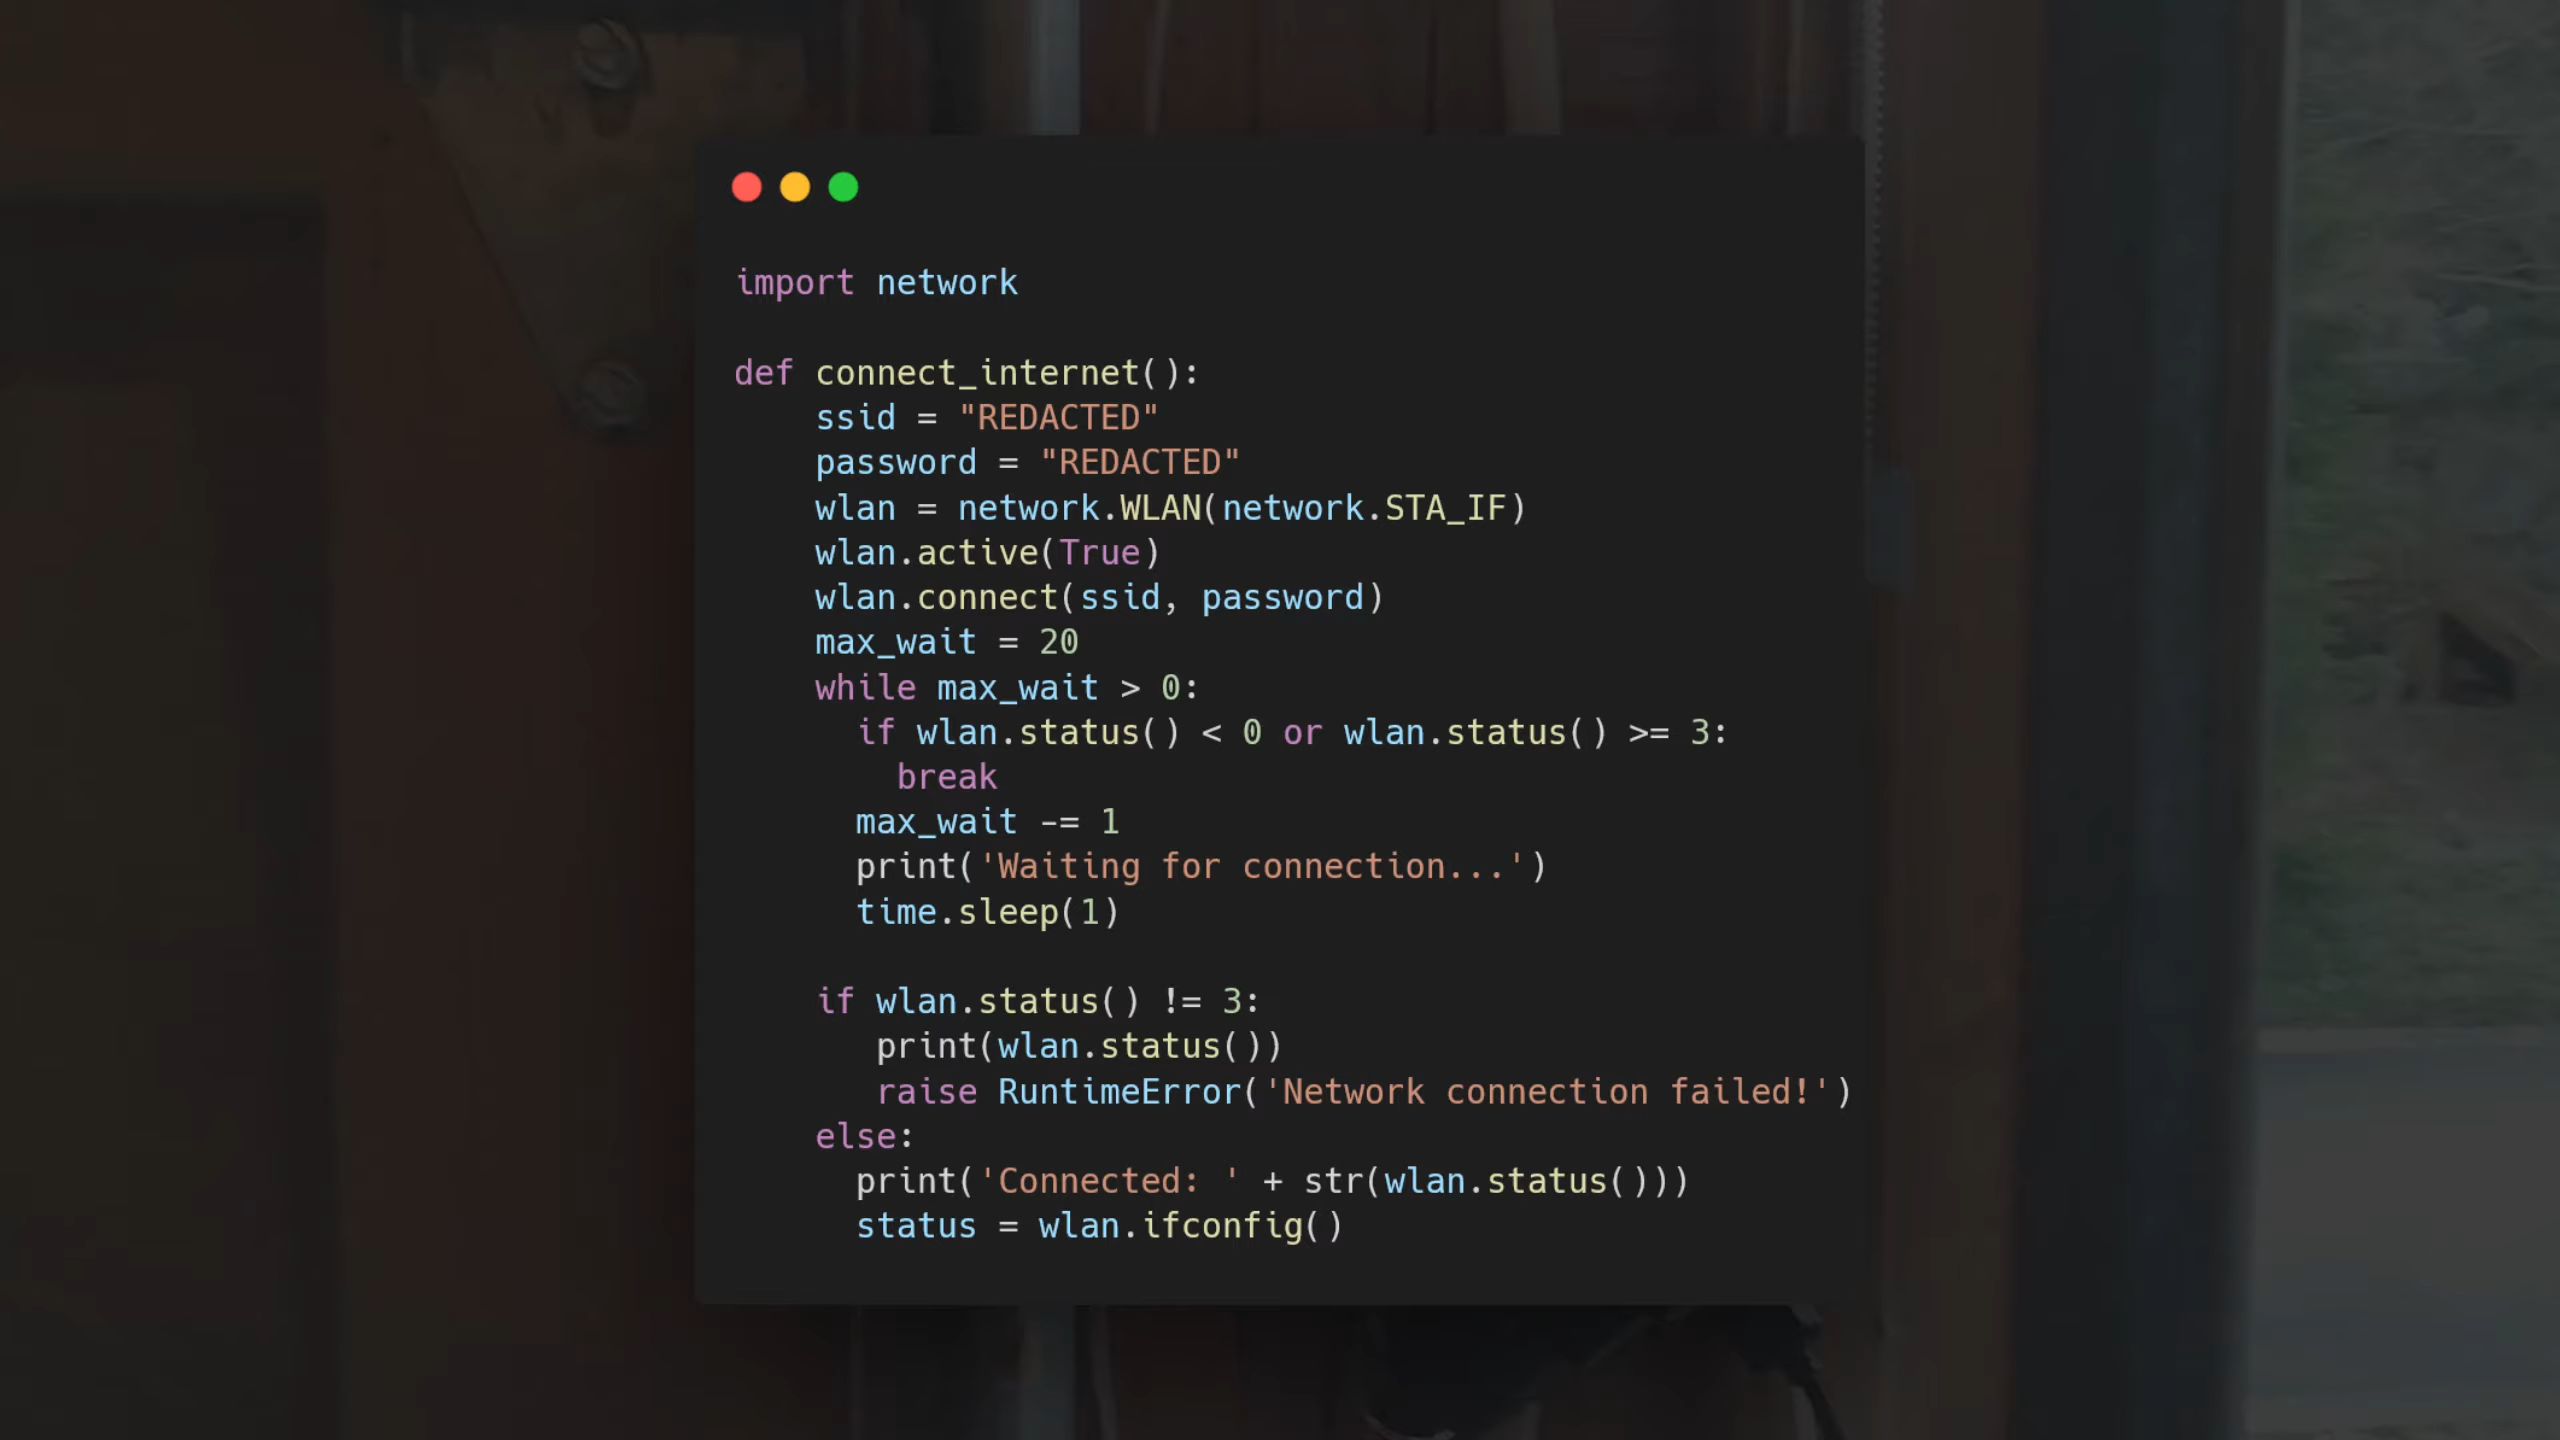 import network

def connect_internet():
    ssid = "REDACTED"
    password = "REDACTED"
    wlan = network.WLAN(network.STA_IF)
    wlan.active(True)
    wlan.connect(ssid, password)
    max_wait = 20
    while max_wait > 0:
      if wlan.status() < 0 or wlan.status() >= 3:
        break
      max_wait -= 1
      print('Waiting for connection...')
      time.sleep(1)

    if wlan.status() != 3:
       print(wlan.status())
       raise RuntimeError('Network connection failed!')
    else:
      print('Connected: ' + str(wlan.status()))
      status = wlan.ifconfig()